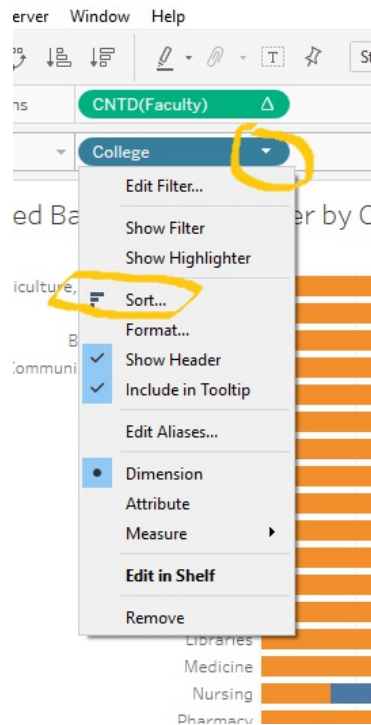 erver Window Help
T St
ns CNTD(Faculty) Δ
College
Edit Filter...
ed Ba er by C
Show Filter
Show Highlighter
iculture,
Sort...
Format...
B
Show Header
Communi
Include in Tooltip
Edit Aliases...
Dimension
Attribute
Measure
Edit in Shelf
Remove
Libraries
Medicine
Nursing
Pharmacy